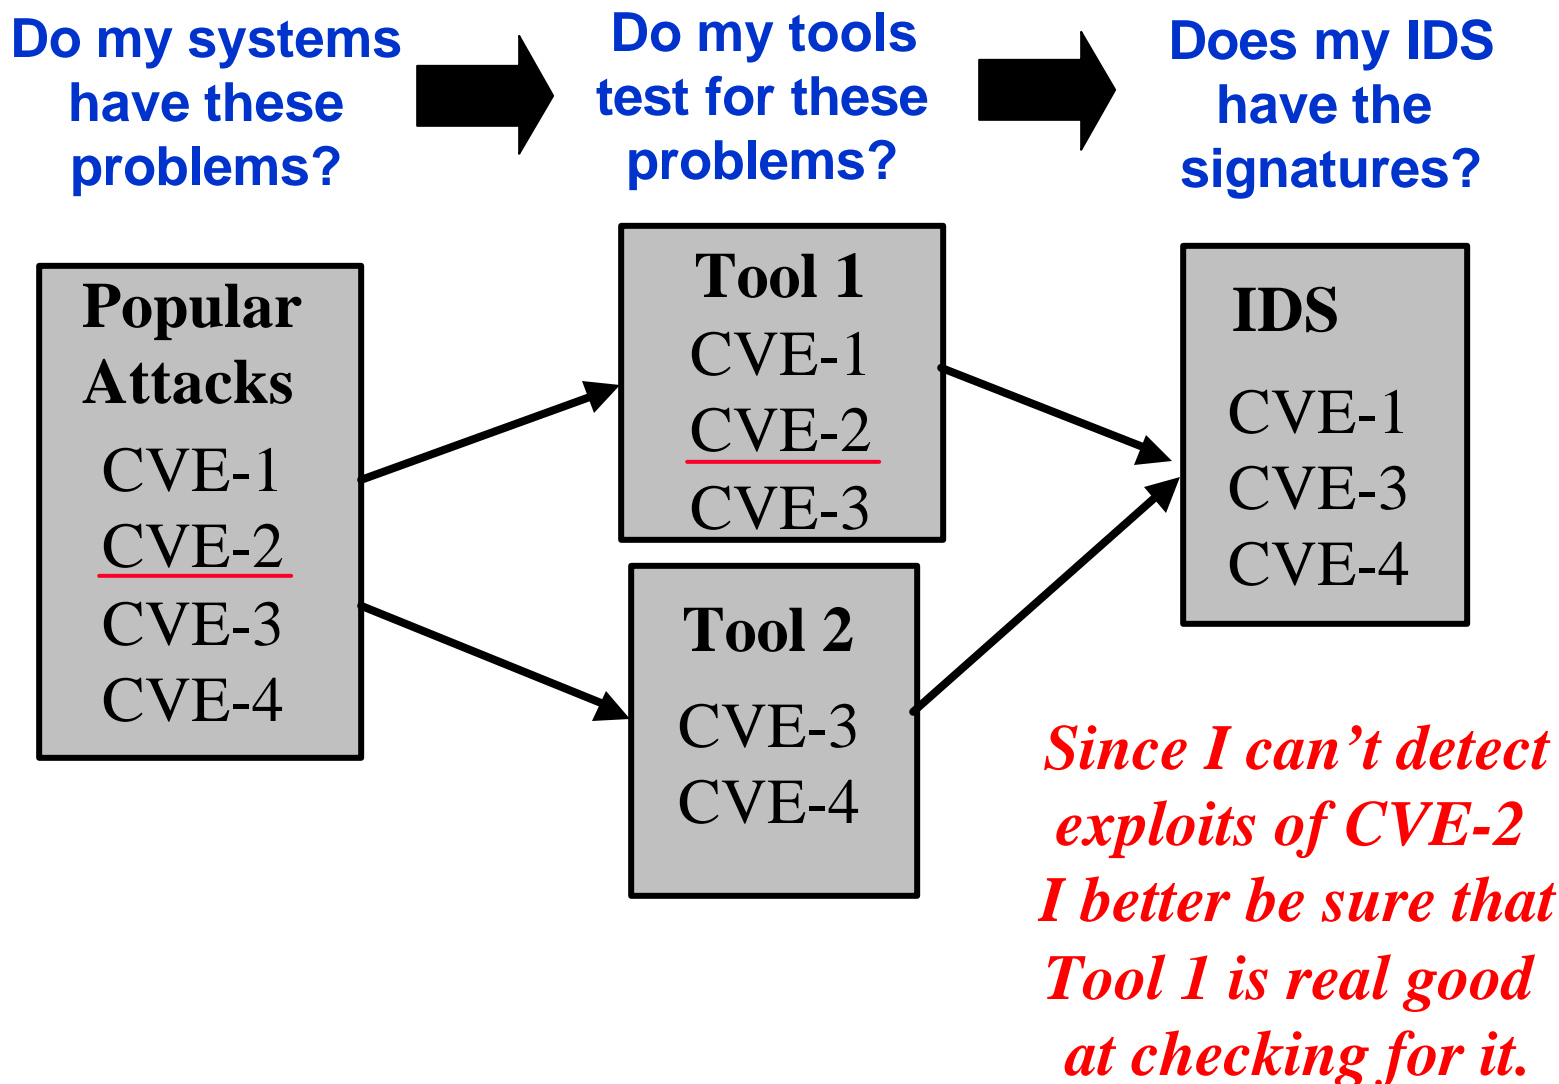 Do my systems
have these
problems?
Do my tools
test for these
problems?
Does my IDS
have the
signatures?
Popular
Attacks
CVE-1
CVE-2
CVE-3
CVE-4
Tool 1
CVE-1
CVE-2
CVE-3
Tool 2
CVE-3
CVE-4
IDS
CVE-1
CVE-3
CVE-4
Since I can’t detect
exploits of CVE-2
I better be sure that
Tool 1 is real good
at checking for it.